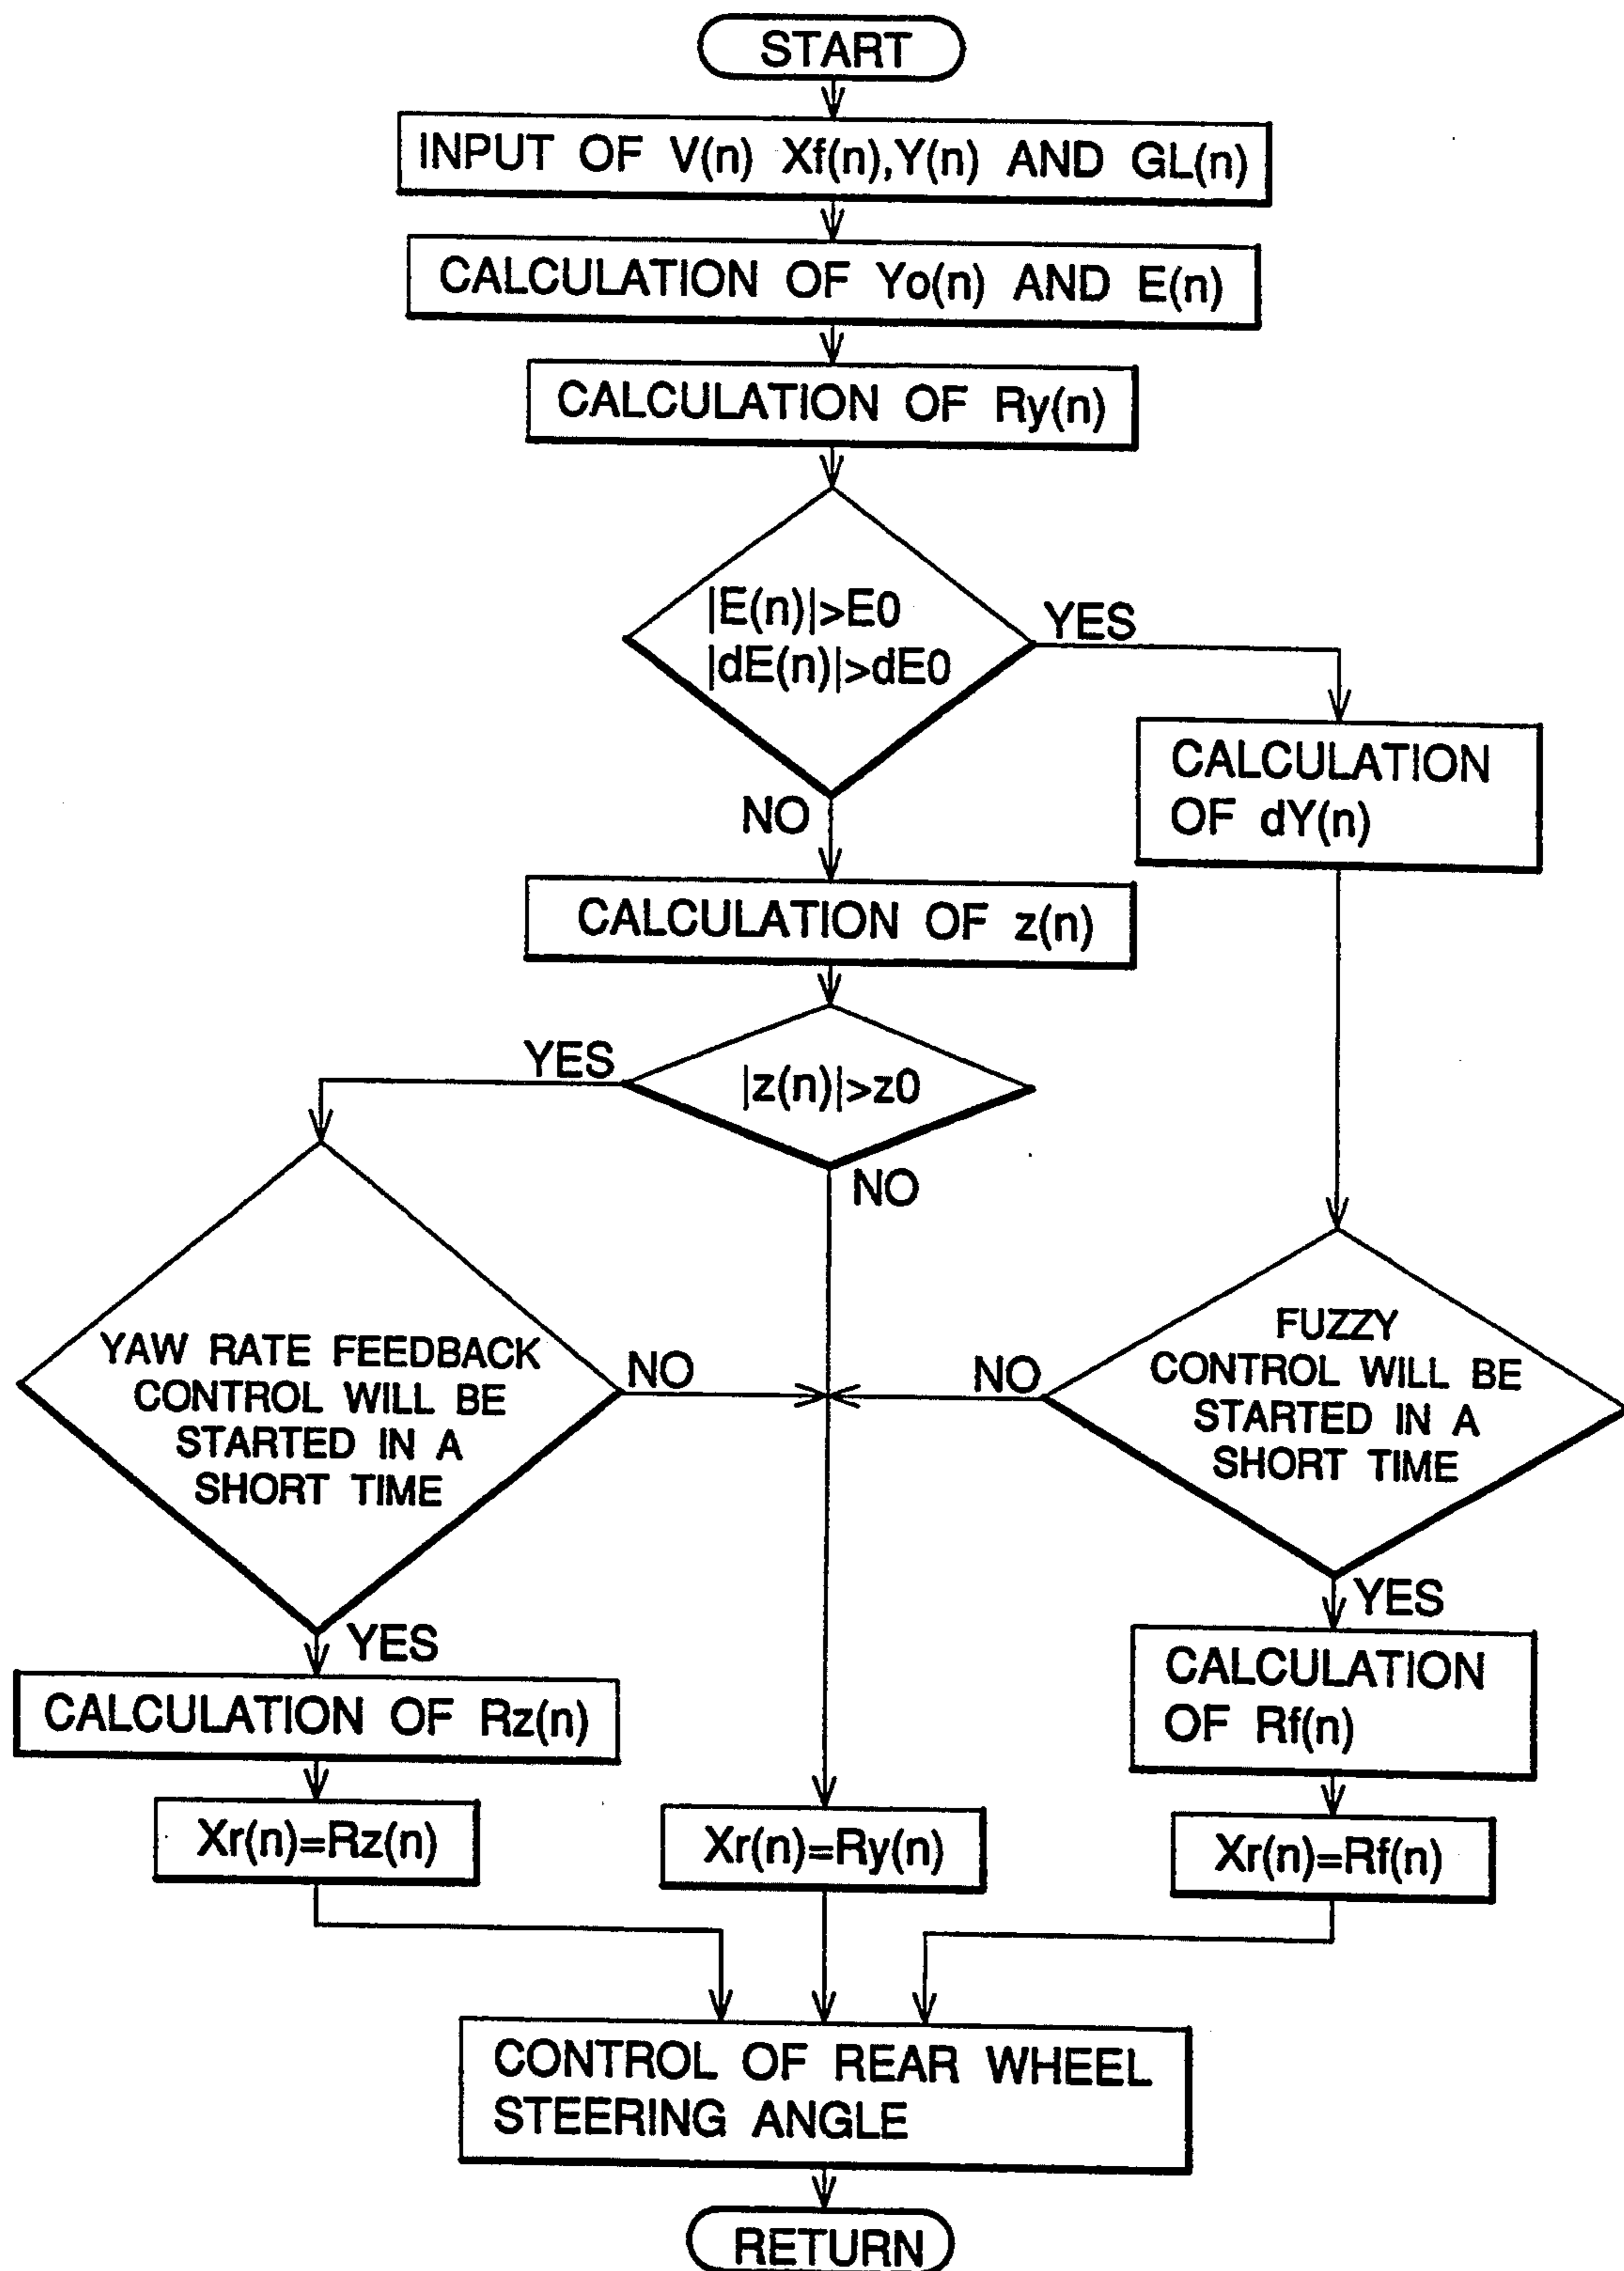 START
INPUT OF V(n) Xf(n),Y(n) AND GL(n)
CALCULATION OF Yo(n) AND E(n)
CALCULATION OF Ry(n)
|E(n)|>E0
|dE(n)|>dE0
YES
NO
CALCULATION
OF dY(n)
CALCULATION OF z(n)
|z(n)|>z0
YES
NO
YAW RATE FEEDBACK
CONTROL WILL BE
STARTED IN A
SHORT TIME
NO
YES
FUZZY
CONTROL WILL BE
STARTED IN A
SHORT TIME
NO
YES
CALCULATION OF Rz(n)
CALCULATION
OF Rf(n)
Xr(n)=Rz(n)
Xr(n)=Ry(n)
Xr(n)=Rf(n)
CONTROL OF REAR WHEEL
STEERING ANGLE
RETURN